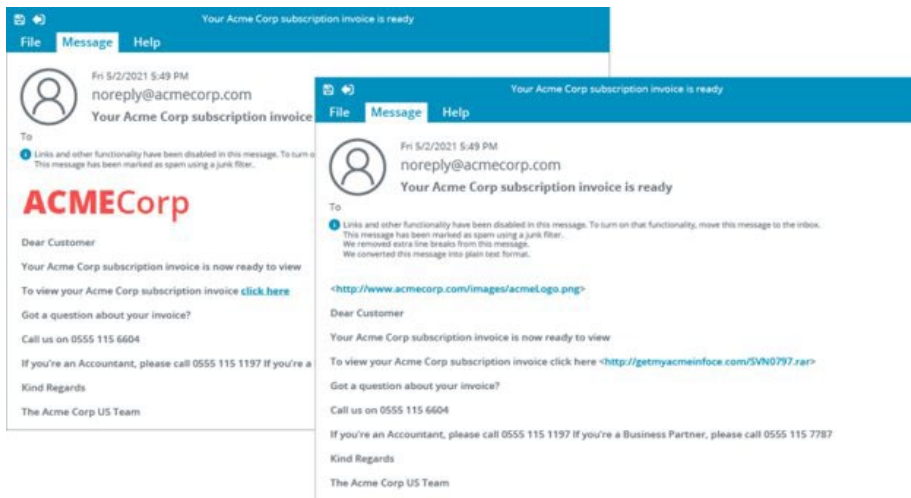 Your Acme Corp subscription invoice is ready
File Message Help
Fri 5/2/2021 5:49 PM
noreply@acmecorp.com
Your Acme Corp subscription invoice
To
Links and other functionality have been disabled in this message. To turn o
This message has been marked as spam using a junk filter.
ACMECorp
Dear Customer
Your Acme Corp subscription invoice is now ready to view
To view your Acme Corp subscription invoice click here
Got a question about your invoice?
Call us on 0555 115 6604
If you're an Accountant, please call 0555 115 1197 If you're a
Kind Regards
The Acme Corp US Team
Your Acme Corp subscription invoice is ready
File Message Help
Fri 5/2/2021 5:49 PM
noreply@acmecorp.com
Your Acme Corp subscription invoice is ready
To
Links and other functionality have been disabled in this message. To turn on that functionality, move this message to the inbox.
This message has been marked as spam using a junk filter.
We removed extra line breaks from this message.
We converted this message into plain text format.
<http://www.acmecorp.com/images/acmeLogo.png>
Dear Customer
Your Acme Corp subscription invoice is now ready to view
To view your Acme Corp subscription invoice click here <http://getmyacmeinfoce.com/SVN0797.rar>
Got a question about your invoice?
Call us on 0555 115 6604
If you're an Accountant, please call 0555 115 1197 If you're a Business Partner, please call 0555 115 7787
Kind Regards
The Acme Corp US Team